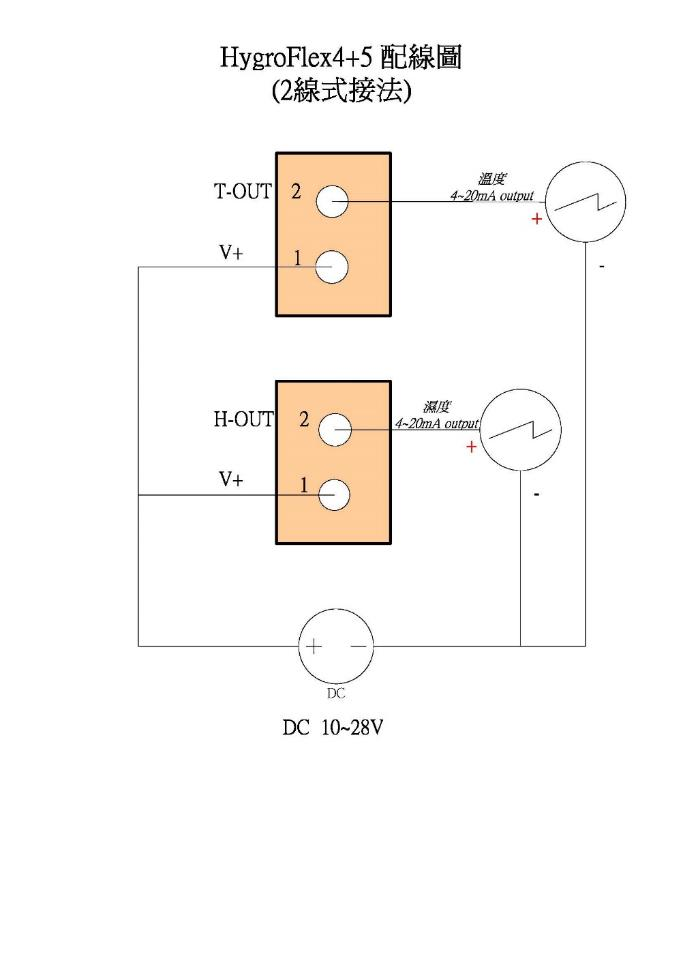 HygroFlex4+5 配線圖
(2線式接法)
T-OUT 2
溫度
4~20mA output
+
V+ 1
-
H-OUT 2
濕度
4~20mA output
+
V+ 1
-
+ −
DC
DC 10~28V